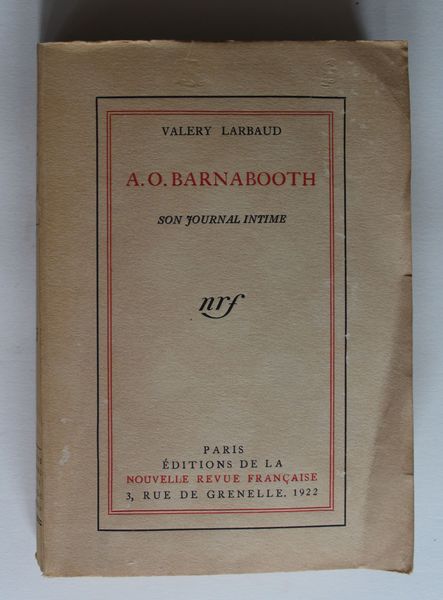 VALERY LARBAUD
A. O. BARNABOOTH
SON JOURNAL INTIME
nrf
PARIS
ÉDITIONS DE LA
NOUVELLE REVUE FRANÇAISE
3, RUE DE GRENELLE. 1922